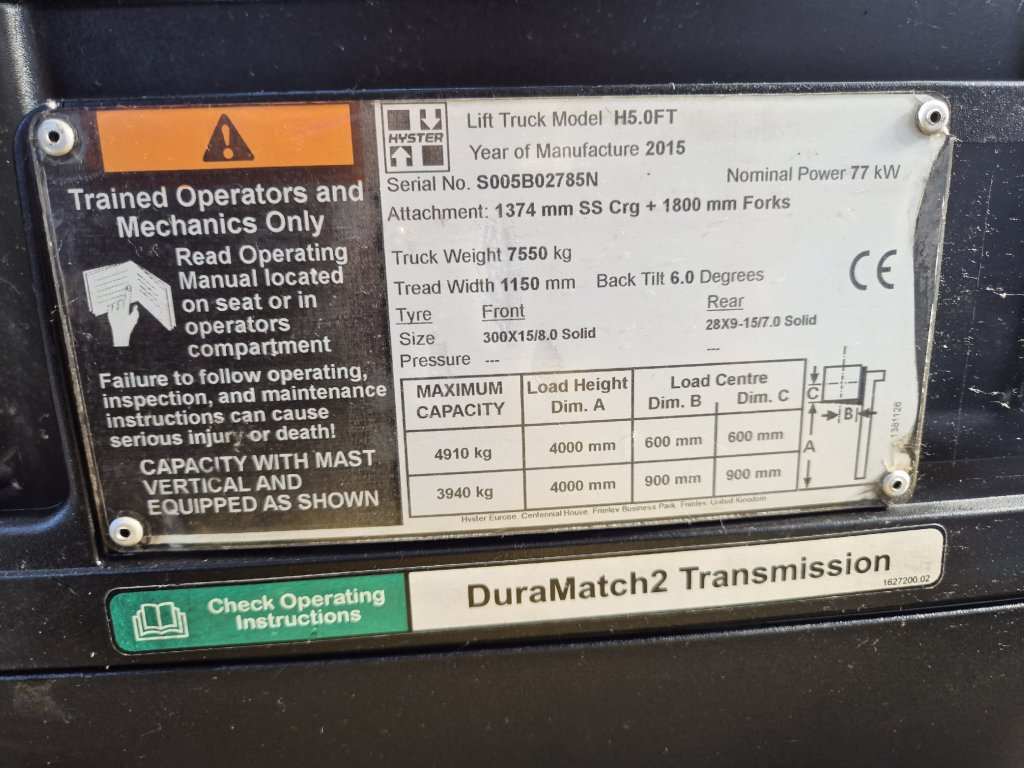 Trained Operators and
Mechanics Only
Read Operating
Manual located
on seat or in
operators
compartment
Failure to follow operating,
inspection, and maintenance
instructions can cause
serious injury or death!
CAPACITY WITH MAST
VERTICAL AND
EQUIPPED AS SHOWN
HYSTER
Lift Truck Model H5.0FT
Year of Manufacture 2015
Serial No. S005B02785N Nominal Power 77 kW
Attachment: 1374 mm SS Crg + 1800 mm Forks
Truck Weight 7550 kg
Tread Width 1150 mm Back Tilt 6.0 Degrees
CE
Tyre Front Rear
Size 300X15/8.0 Solid 28X9-15/7.0 Solid
Pressure --- ---
MAXIMUM CAPACITY Load Height Dim. A Load Centre Dim. B Dim. C
4910 kg 4000 mm 600 mm 600 mm
3940 kg 4000 mm 900 mm 900 mm
C
B
A
1381126
Hyster Europe, Centennial House, Frimley Business Park, Frimley, United Kingdom
Check Operating
Instructions
DuraMatch2 Transmission
1627200.02